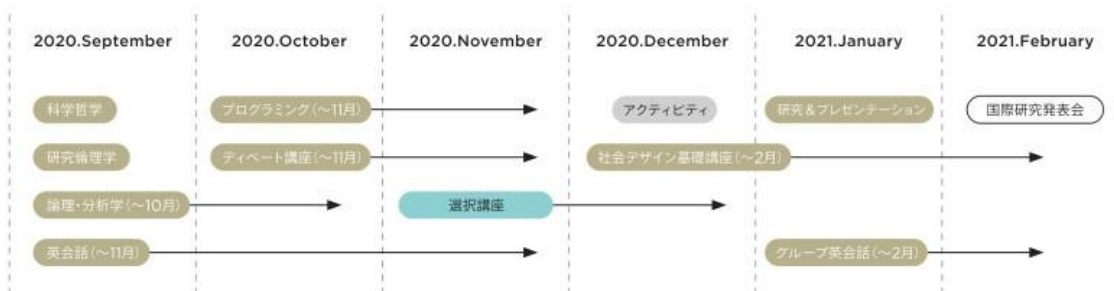 2020.September 2020.October 2020.November 2020.December 2021.January 2021.February
科学哲学 プログラミング(〜11月) アクティビティ 研究&プレゼンテーション 国際研究発表会
研究倫理学 ディベート講座(〜11月) 社会デザイン基礎講座(〜2月)
論理・分析学(〜10月) 選択講座
英会話(〜11月) グループ英会話(〜2月)